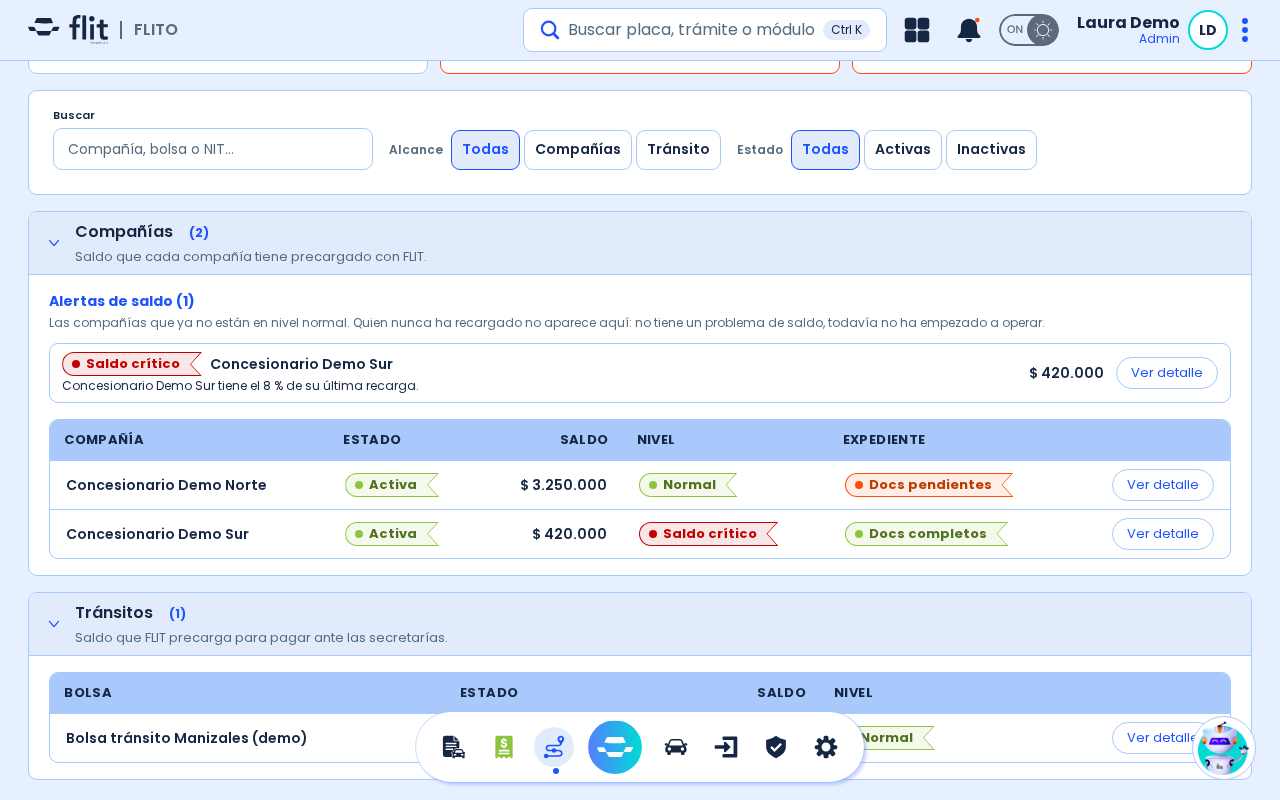 flit | FLITO
Buscar placa, trámite o módulo Ctrl K
ON
Laura Demo
Admin
LD
Buscar
Compañía, bolsa o NIT...
Alcance Todas Compañías Tránsito Estado Todas Activas Inactivas
Compañías (2)
Saldo que cada compañía tiene precargado con FLIT.
Alertas de saldo (1)
Las compañías que ya no están en nivel normal. Quien nunca ha recargado no aparece aquí: no tiene un problema de saldo, todavía no ha empezado a operar.
Saldo crítico Concesionario Demo Sur
Concesionario Demo Sur tiene el 8 % de su última recarga.
$ 420.000 Ver detalle
COMPAÑÍA ESTADO SALDO NIVEL EXPEDIENTE
Concesionario Demo Norte Activa $ 3.250.000 Normal Docs pendientes Ver detalle
Concesionario Demo Sur Activa $ 420.000 Saldo crítico Docs completos Ver detalle
Tránsitos (1)
Saldo que FLIT precarga para pagar ante las secretarías.
BOLSA ESTADO SALDO NIVEL
Bolsa tránsito Manizales (demo) Normal Ver detalle